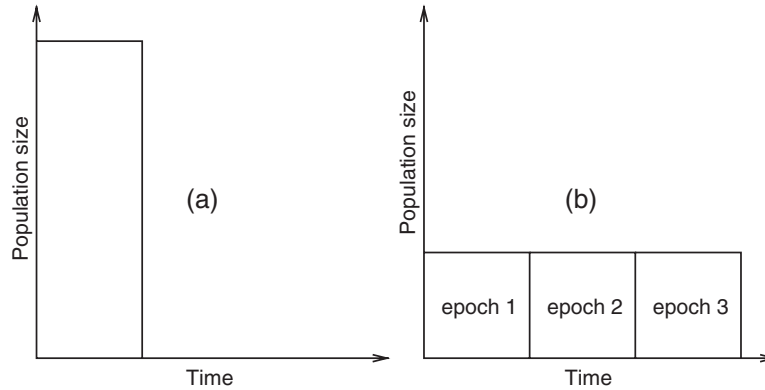 Population size
(a)
Time
Population size
(b)
epoch 1
epoch 2
epoch 3
Time